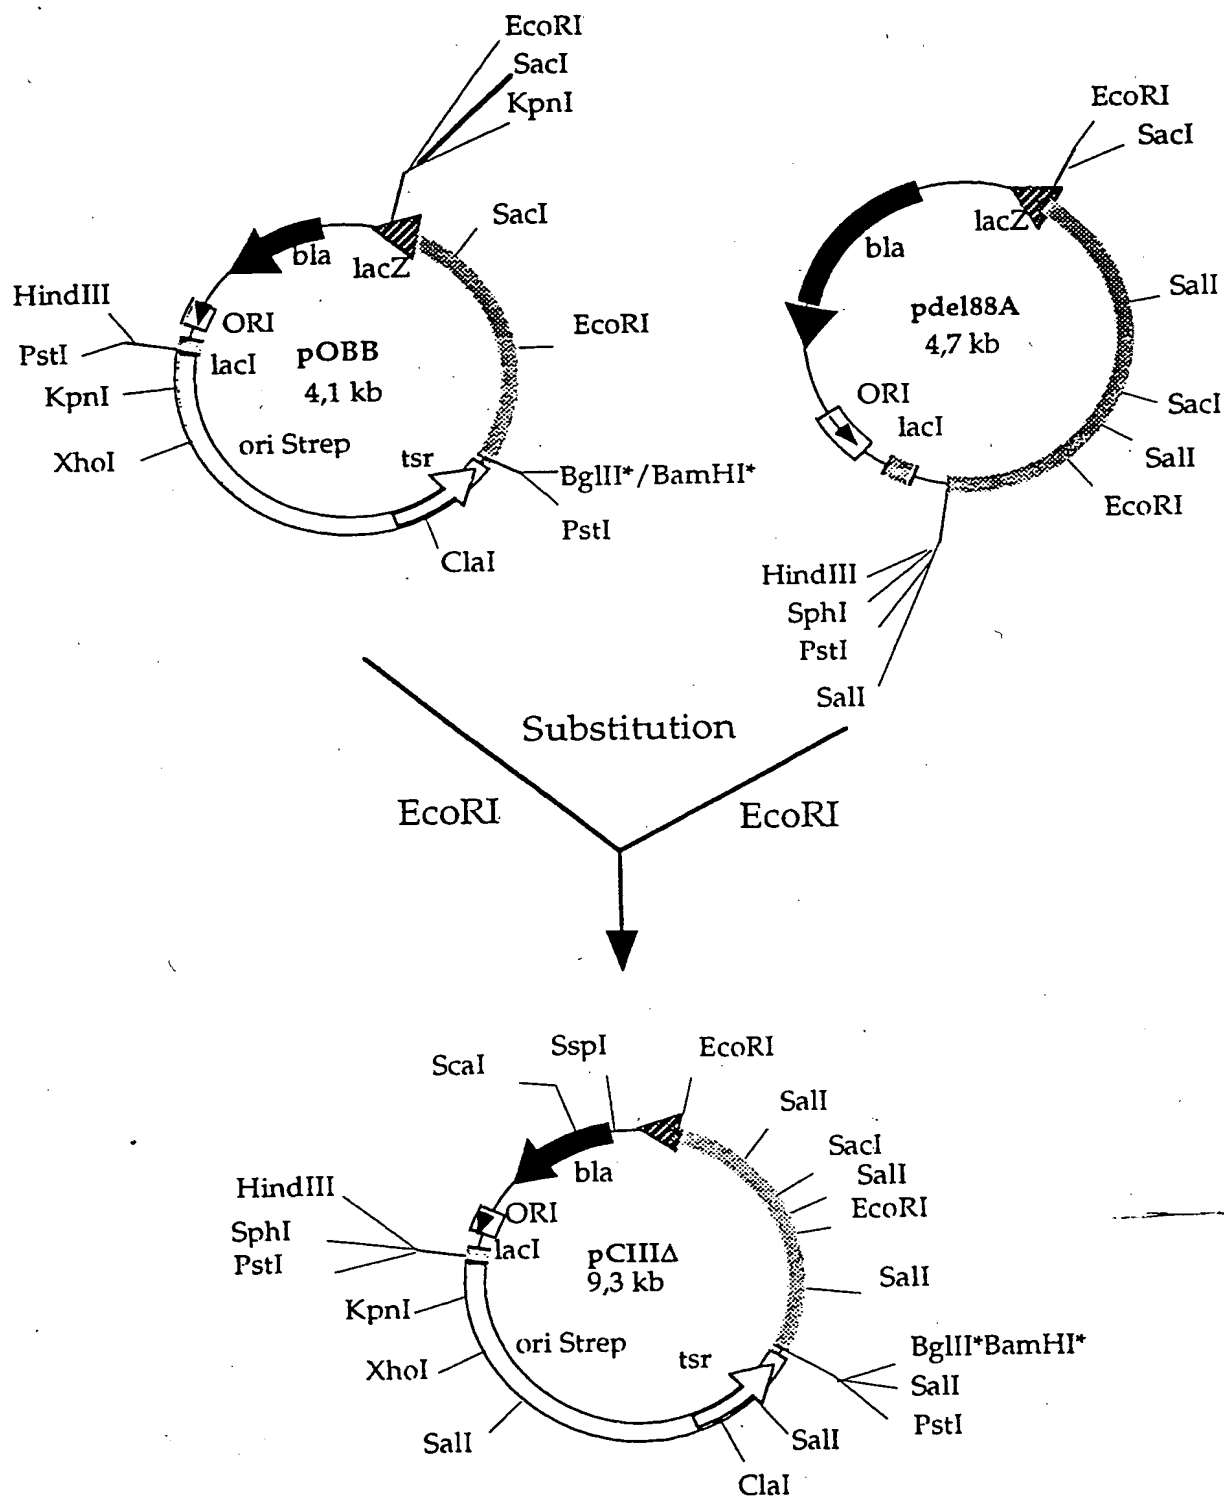 EcoRI
SacI
KpnI
SacI
EcoRI
bla
lacZ
HindIII
PstI
KpnI
XhoI
ORI
lacI
pOBB
4,1 kb
ori Strep
tsr
BglII*/BamHI*
PstI
ClaI
EcoRI
SacI
lacZ
bla
SalI
pdel88A
4,7 kb
ORI
lacI
SacI
SalI
EcoRI
HindIII
SphI
PstI
SalI
Substitution
EcoRI
EcoRI
ScaI
SspI
EcoRI
SalI
SacI
SalI
EcoRI
bla
HindIII
SphI
PstI
ORI
lacI
pCIIIΔ
9,3 kb
SalI
KpnI
ori Strep
tsr
BglII*BamHI*
SalI
PstI
XhoI
SalI
SalI
ClaI